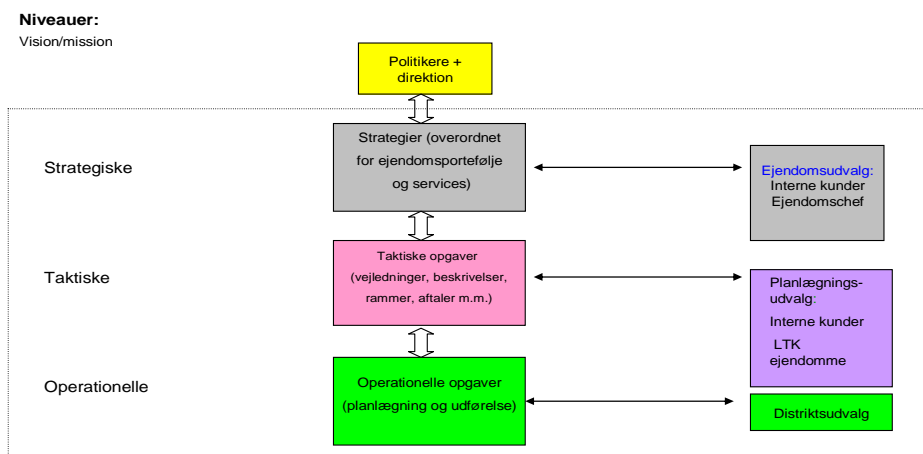 Niveauer:
Vision/mission
Politikere +
direktion
Strategiske
Strategier (overordnet
for ejendomsportefølje
og services)
Ejendomsudvalg:
Interne kunder
Ejendomschef
Taktiske
Taktiske opgaver
(vejledninger, beskrivelser,
rammer, aftaler m.m.)
Planlægnings-
udvalg:
Interne kunder
LTK
ejendomme
Operationelle
Operationelle opgaver
(planlægning og udførelse)
Distriktsudvalg